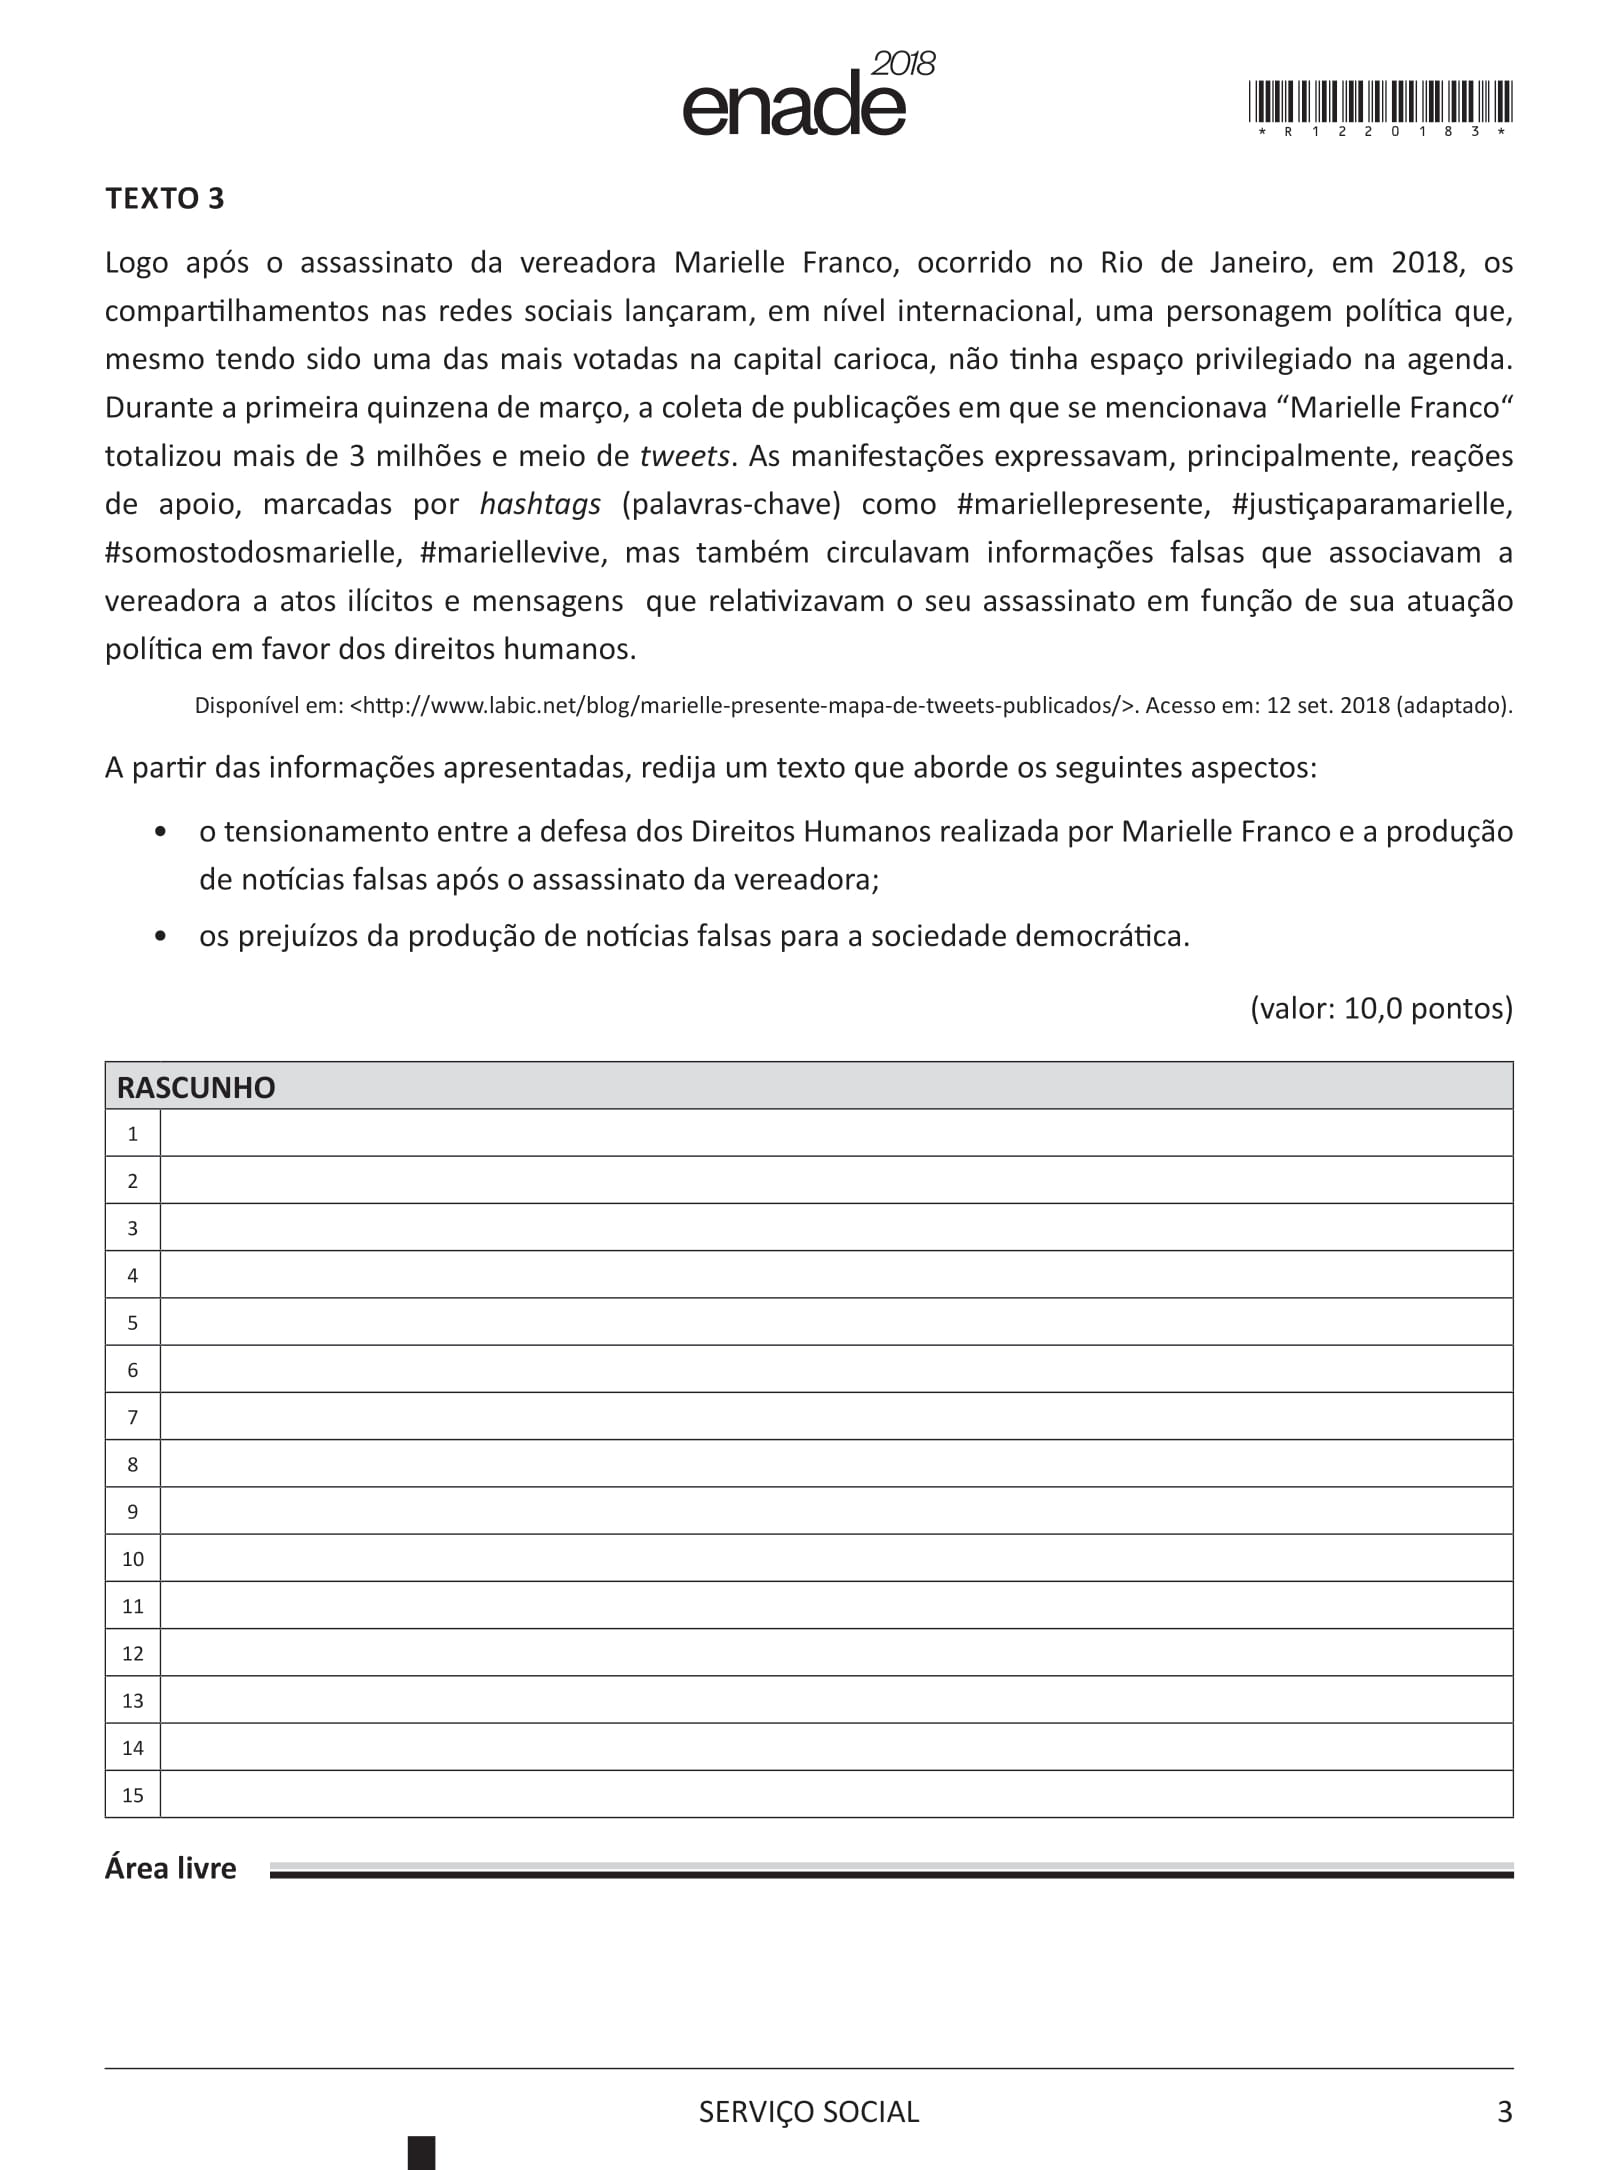 enade 2018
* R 1 2 2 0 1 8 3 *
TEXTO 3
Logo após o assassinato da vereadora Marielle Franco, ocorrido no Rio de Janeiro, em 2018, os
compartilhamentos nas redes sociais lançaram, em nível internacional, uma personagem política que,
mesmo tendo sido uma das mais votadas na capital carioca, não tinha espaço privilegiado na agenda.
Durante a primeira quinzena de março, a coleta de publicações em que se mencionava “Marielle Franco“
totalizou mais de 3 milhões e meio de tweets. As manifestações expressavam, principalmente, reações
de apoio, marcadas por hashtags (palavras-chave) como #mariellepresente, #justiçaparamarielle,
#somostodosmarielle, #mariellevive, mas também circulavam informações falsas que associavam a
vereadora a atos ilícitos e mensagens que relativizavam o seu assassinato em função de sua atuação
política em favor dos direitos humanos.
Disponível em: <http://www.labic.net/blog/marielle-presente-mapa-de-tweets-publicados/>. Acesso em: 12 set. 2018 (adaptado).
A partir das informações apresentadas, redija um texto que aborde os seguintes aspectos:
• o tensionamento entre a defesa dos Direitos Humanos realizada por Marielle Franco e a produção
de notícias falsas após o assassinato da vereadora;
• os prejuízos da produção de notícias falsas para a sociedade democrática.
(valor: 10,0 pontos)
RASCUNHO
1
2
3
4
5
6
7
8
9
10
11
12
13
14
15
Área livre
SERVIÇO SOCIAL
3